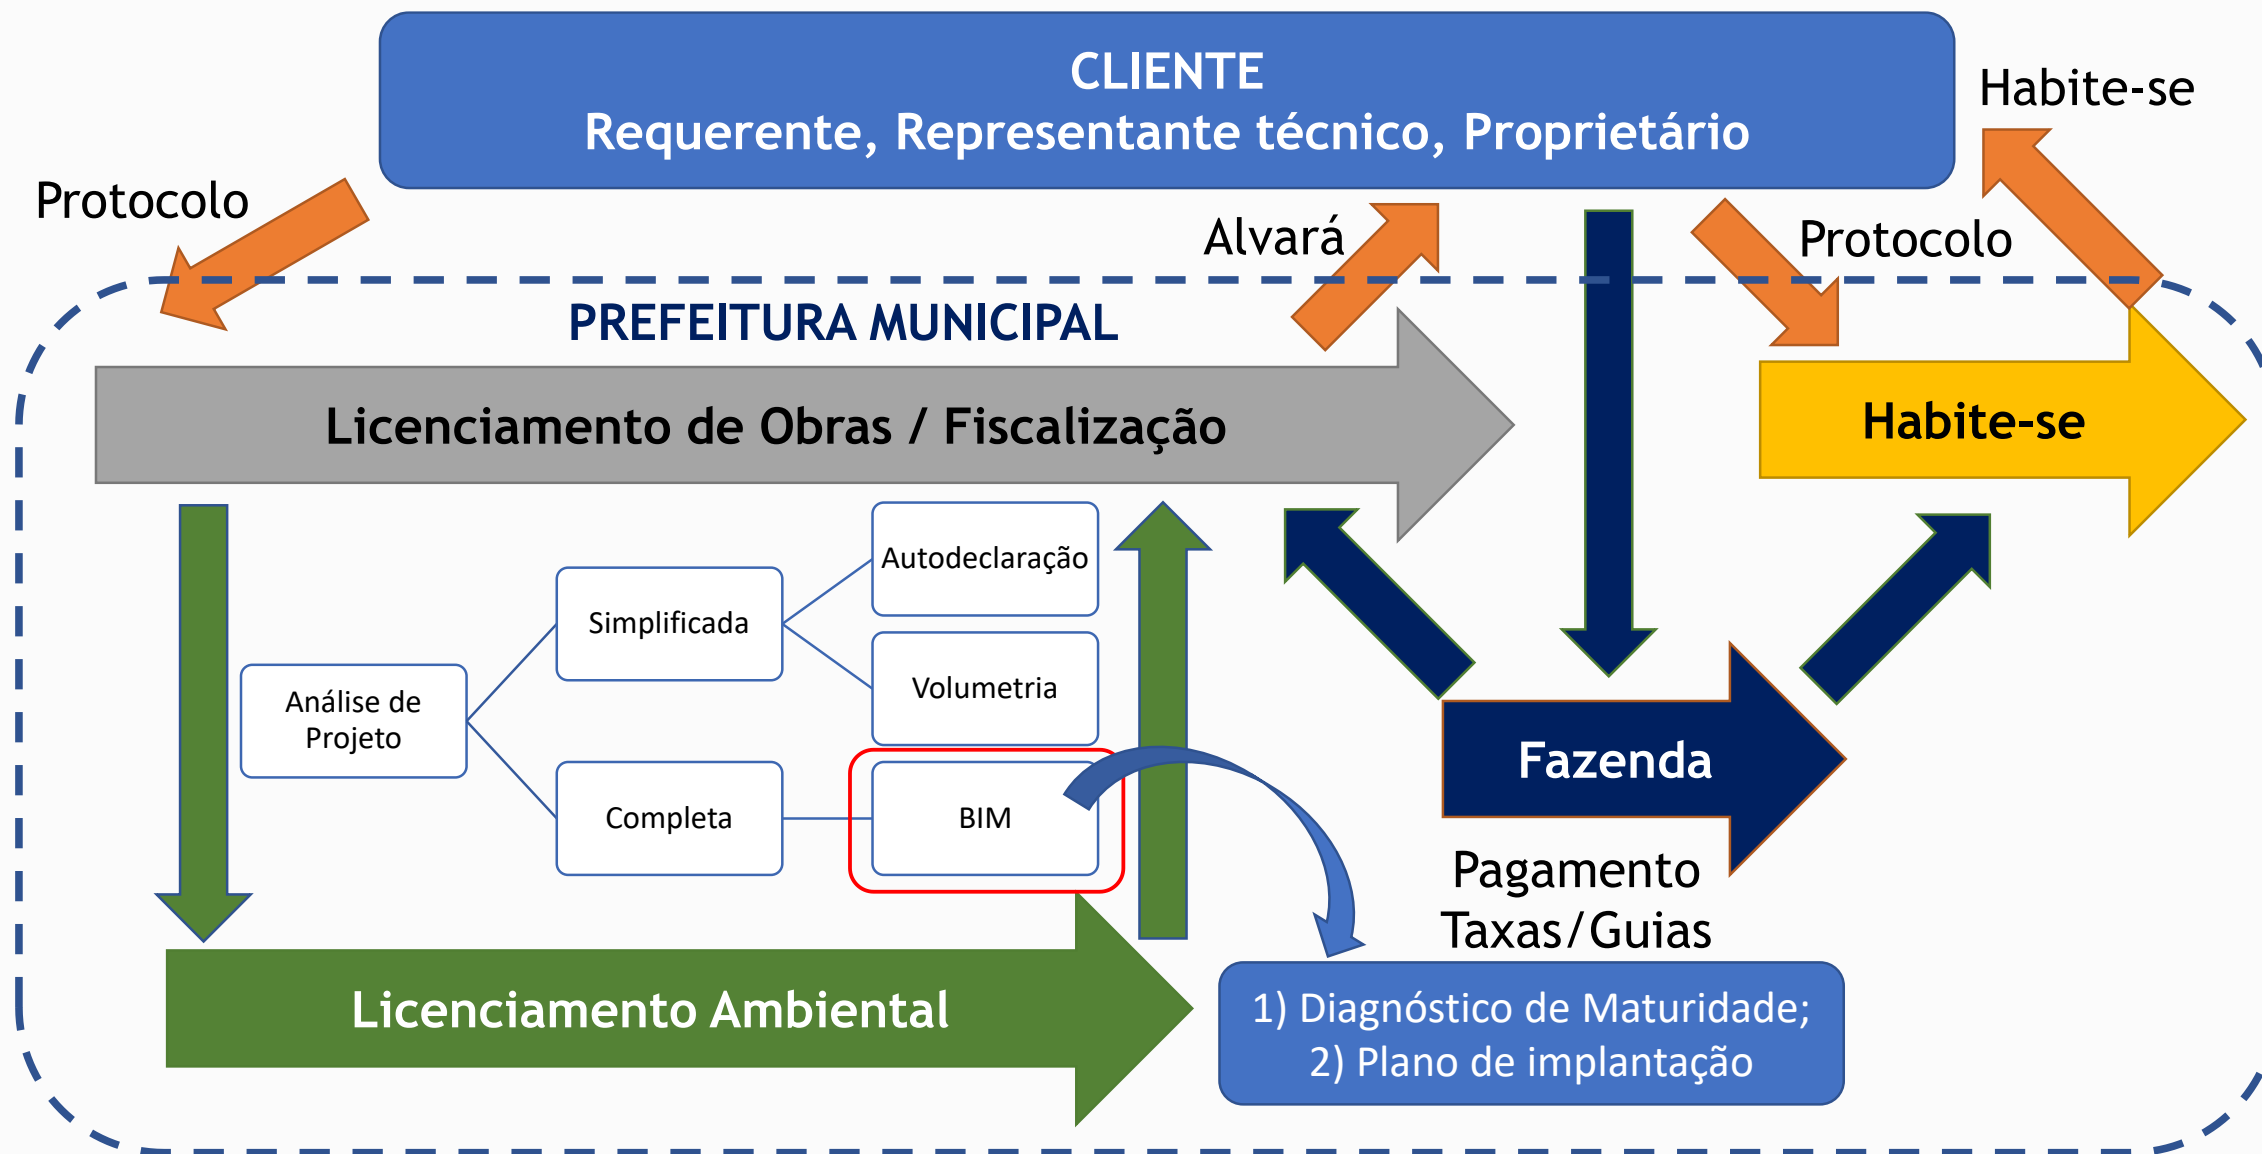 CLIENTE
Requerente, Representante técnico, Proprietário
Habite-se
Protocolo
Alvará
Protocolo
PREFEITURA MUNICIPAL
Licenciamento de Obras / Fiscalização
Habite-se
Autodeclaração
Simplificada
Volumetria
Análise de
Projeto
Completa
BIM
Fazenda
Pagamento
Taxas/Guias
Licenciamento Ambiental
1) Diagnóstico de Maturidade;
2) Plano de implantação